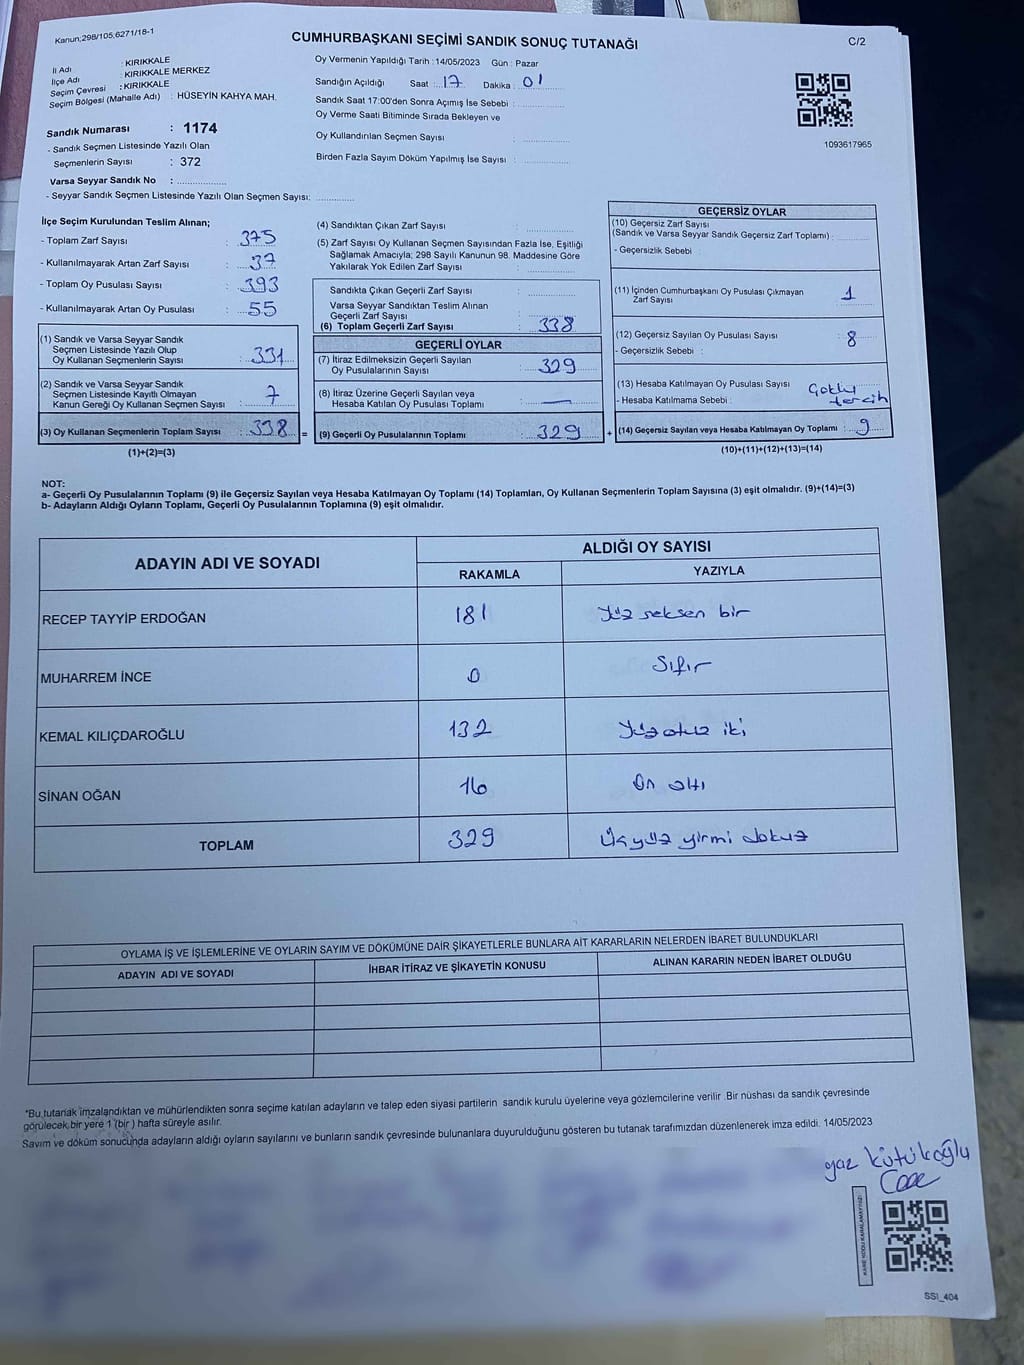 Kanun;298/105,6271/18-1
CUMHURBAŞKANI SEÇİMİ SANDIK SONUÇ TUTANAĞI
C/2
İl Adı : KIRIKKALE
İlçe Adı : KIRIKKALE MERKEZ
Seçim Çevresi : KIRIKKALE
Seçim Bölgesi (Mahalle Adı) : HÜSEYİN KAHYA MAH.
Sandık Numarası : 1174
- Sandık Seçmen Listesinde Yazılı Olan
Seçmenlerin Sayısı : 372
Varsa Seyyar Sandık No : ..................
- Seyyar Sandık Seçmen Listesinde Yazılı Olan Seçmen Sayısı: ..............
Oy Vermenin Yapıldığı Tarih : 14/05/2023 Gün : Pazar
Sandığın Açıldığı Saat : 17 Dakika : 01
Sandık Saat 17:00'den Sonra Açımış İse Sebebi : ..............
Oy Verme Saati Bitiminde Sırada Bekleyen ve
Oy Kullandırılan Seçmen Sayısı : ..............
Birden Fazla Sayım Döküm Yapılmış İse Sayısı : ..............
1093617965
İlçe Seçim Kurulundan Teslim Alınan;
- Toplam Zarf Sayısı : 375
- Kullanılmayarak Artan Zarf Sayısı : 37
- Toplam Oy Pusulası Sayısı : 393
- Kullanılmayarak Artan Oy Pusulası : 55
(1) Sandık ve Varsa Seyyar Sandık
Seçmen Listesinde Yazılı Olup
Oy Kullanan Seçmenlerin Sayısı : 331
(2) Sandık ve Varsa Seyyar Sandık
Seçmen Listesinde Kayıtlı Olmayan
Kanun Gereği Oy Kullanan Seçmen Sayısı : 7
(3) Oy Kullanan Seçmenlerin Toplam Sayısı : 338 =
(1)+(2)=(3)
(4) Sandıktan Çıkan Zarf Sayısı : ..............
(5) Zarf Sayısı Oy Kullanan Seçmen Sayısından Fazla İse, Eşitliği
Sağlamak Amacıyla; 298 Sayılı Kanunun 98. Maddesine Göre
Yakılarak Yok Edilen Zarf Sayısı : ..............
Sandıkta Çıkan Geçerli Zarf Sayısı : ..............
Varsa Seyyar Sandıktan Teslim Alınan
Geçerli Zarf Sayısı : ..............
(6) Toplam Geçerli Zarf Sayısı : 338
GEÇERLİ OYLAR
(7) İtiraz Edilmeksizin Geçerli Sayılan
Oy Pusulalarının Sayısı : 329
(8) İtiraz Üzerine Geçerli Sayılan veya
Hesaba Katılan Oy Pusulası Toplamı : —
(9) Geçerli Oy Pusulalarının Toplamı : 329 +
GEÇERSİZ OYLAR
(10) Geçersiz Zarf Sayısı
(Sandık ve Varsa Seyyar Sandık Geçersiz Zarf Toplamı) : ..............
- Geçersizlik Sebebi
(11) İçinden Cumhurbaşkanı Oy Pusulası Çıkmayan
Zarf Sayısı : 1
(12) Geçersiz Sayılan Oy Pusulası Sayısı : 8
- Geçersizlik Sebebi :
(13) Hesaba Katılmayan Oy Pusulası Sayısı : Çoklu
- Hesaba Katılmama Sebebi : tercih
(14) Geçersiz Sayılan veya Hesaba Katılmayan Oy Toplamı : 9
(10)+(11)+(12)+(13)=(14)
NOT:
a- Geçerli Oy Pusulalarının Toplamı (9) ile Geçersiz Sayılan veya Hesaba Katılmayan Oy Toplamı (14) Toplamları, Oy Kullanan Seçmenlerin Toplam Sayısına (3) eşit olmalıdır. (9)+(14)=(3)
b- Adayların Aldığı Oyların Toplamı, Geçerli Oy Pusulalarının Toplamına (9) eşit olmalıdır.
ADAYIN ADI VE SOYADI
ALDIĞI OY SAYISI
RAKAMLA YAZIYLA
RECEP TAYYİP ERDOĞAN 181 Yüz seksen bir
MUHARREM İNCE 0 Sıfır
KEMAL KILIÇDAROĞLU 132 Yüz otuz iki
SİNAN OĞAN 16 On altı
TOPLAM 329 Üçyüz yirmi dokuz
OYLAMA İŞ VE İŞLEMLERİNE VE OYLARIN SAYIM VE DÖKÜMÜNE DAİR ŞİKAYETLERLE BUNLARA AİT KARARLARIN NELERDEN İBARET BULUNDUKLARI
ADAYIN ADI VE SOYADI İHBAR İTİRAZ VE ŞİKAYETİN KONUSU ALINAN KARARIN NEDEN İBARET OLDUĞU
*Bu tutanak imzalandıktan ve mühürlendikten sonra seçime katılan adayların ve talep eden siyasi partilerin sandık kurulu üyelerine veya gözlemcilerine verilir .Bir nüshası da sandık çevresinde
görülecek bir yere 1 (bir ) hafta süreyle asılır.
Sayım ve döküm sonucunda adayların aldığı oyların sayılarını ve bunların sandık çevresinde bulunanlara duyurulduğunu gösteren bu tutanak tarafımızdan düzenlenerek imza edildi. 14/05/2023
yaz kütükoğlu
KARE KODU KARALAMAYINIZ!
SSI_404